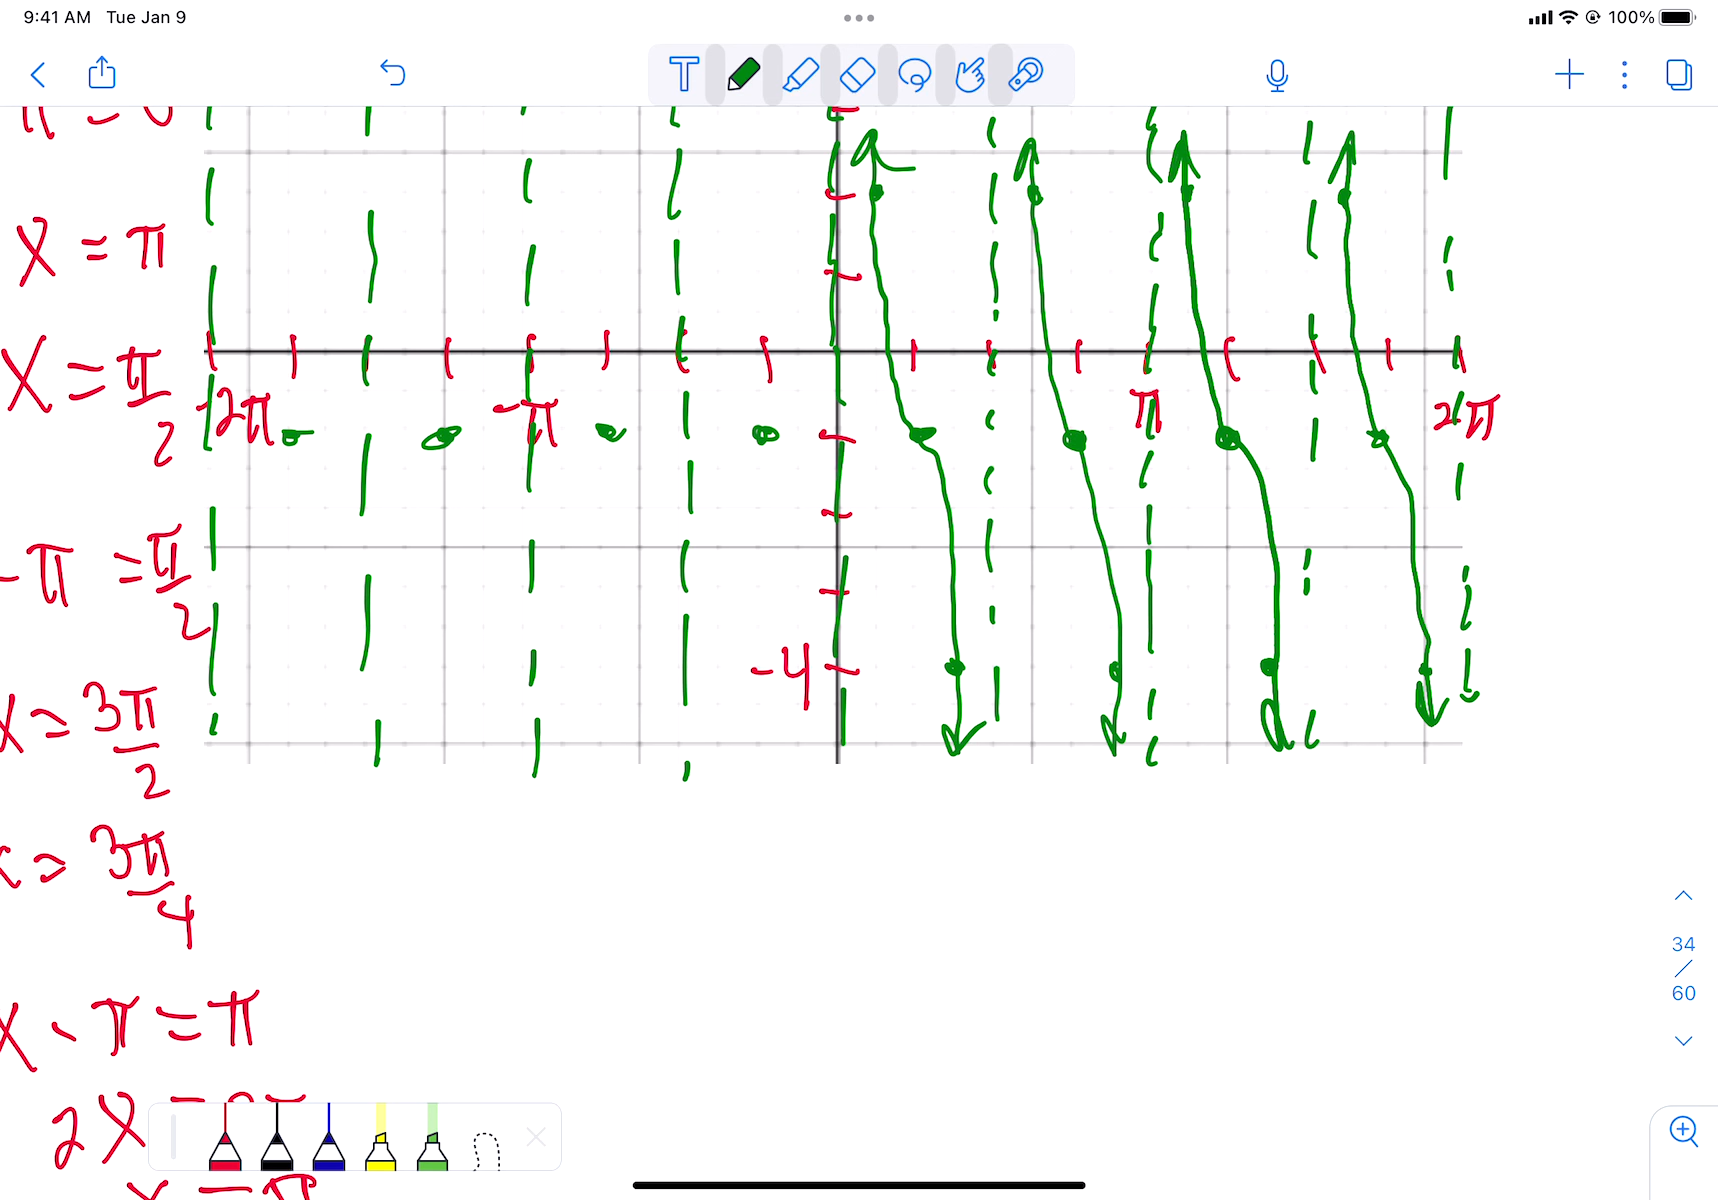 9:41 AM Tue Jan 9
100%
T
X = π
X = π/2
-2π
-π
π
2π
-π = π/2
-4
X = 3π/2
= 3π/4
X - π = π
2X
34
/
60